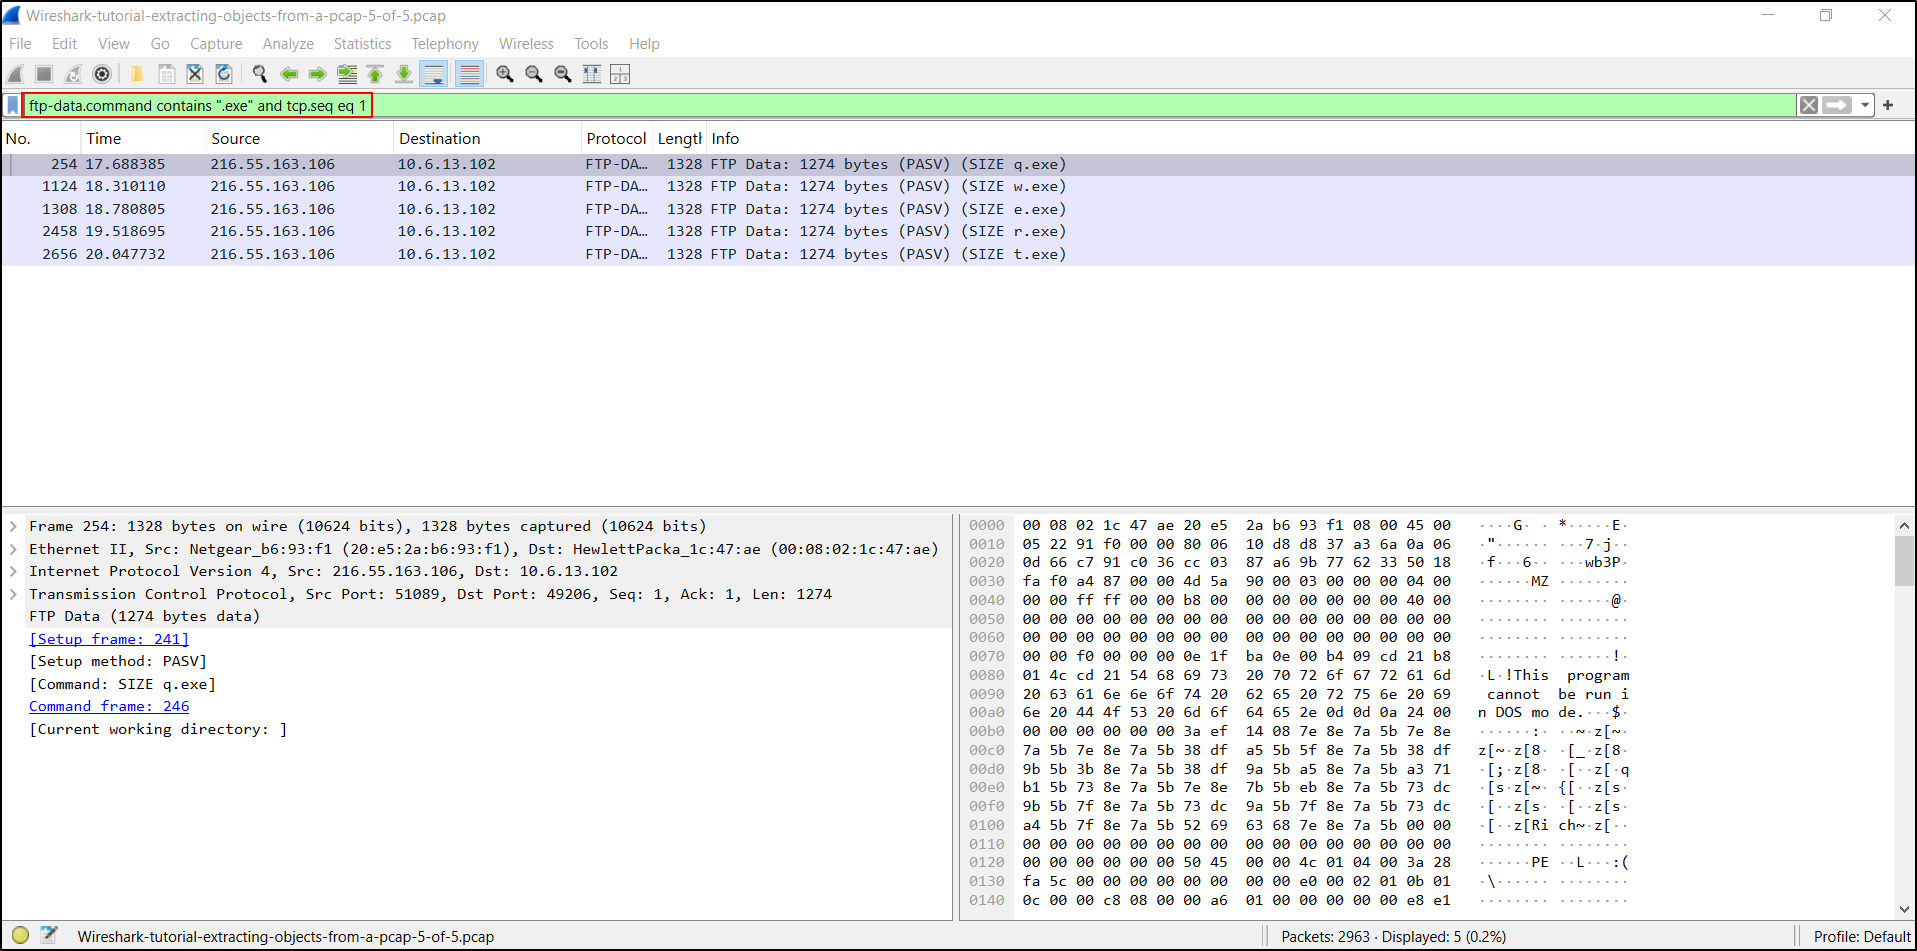 Wireshark-tutorial-extracting-objects-from-a-pcap-5-of-5.pcap
File Edit View Go Capture Analyze Statistics Telephony Wireless Tools Help
ftp-data.command contains ".exe" and tcp.seq eq 1
No. Time Source Destination Protocol Length Info
254 17.688385 216.55.163.106 10.6.13.102 FTP-DA… 1328 FTP Data: 1274 bytes (PASV) (SIZE q.exe)
1124 18.310110 216.55.163.106 10.6.13.102 FTP-DA… 1328 FTP Data: 1274 bytes (PASV) (SIZE w.exe)
1308 18.780805 216.55.163.106 10.6.13.102 FTP-DA… 1328 FTP Data: 1274 bytes (PASV) (SIZE e.exe)
2458 19.518695 216.55.163.106 10.6.13.102 FTP-DA… 1328 FTP Data: 1274 bytes (PASV) (SIZE r.exe)
2656 20.047732 216.55.163.106 10.6.13.102 FTP-DA… 1328 FTP Data: 1274 bytes (PASV) (SIZE t.exe)
Frame 254: 1328 bytes on wire (10624 bits), 1328 bytes captured (10624 bits)
Ethernet II, Src: Netgear_b6:93:f1 (20:e5:2a:b6:93:f1), Dst: HewlettPacka_1c:47:ae (00:08:02:1c:47:ae)
Internet Protocol Version 4, Src: 216.55.163.106, Dst: 10.6.13.102
Transmission Control Protocol, Src Port: 51089, Dst Port: 49206, Seq: 1, Ack: 1, Len: 1274
FTP Data (1274 bytes data)
[Setup frame: 241]
[Setup method: PASV]
[Command: SIZE q.exe]
Command frame: 246
[Current working directory: ]
0000 00 08 02 1c 47 ae 20 e5 2a b6 93 f1 08 00 45 00 ····G· · *·····E·
0010 05 22 91 f0 00 00 80 06 10 d8 d8 37 a3 6a 0a 06 ·"······ ···7·j··
0020 0d 66 c7 91 c0 36 cc 03 87 a6 9b 77 62 33 50 18 ·f···6·· ···wb3P·
0030 fa f0 a4 87 00 00 4d 5a 90 00 03 00 00 00 04 00 ······MZ ········
0040 00 00 ff ff 00 00 b8 00 00 00 00 00 00 00 40 00 ········ ······@·
0050 00 00 00 00 00 00 00 00 00 00 00 00 00 00 00 00 ········ ········
0060 00 00 00 00 00 00 00 00 00 00 00 00 00 00 00 00 ········ ········
0070 00 00 f0 00 00 00 0e 1f ba 0e 00 b4 09 cd 21 b8 ········ ······!·
0080 01 4c cd 21 54 68 69 73 20 70 72 6f 67 72 61 6d ·L·!This program
0090 20 63 61 6e 6e 6f 74 20 62 65 20 72 75 6e 20 69 cannot be run i
00a0 6e 20 44 4f 53 20 6d 6f 64 65 2e 0d 0d 0a 24 00 n DOS mo de.···$·
00b0 00 00 00 00 00 00 3a ef 14 08 7e 8e 7a 5b 7e 8e ······:· ··~·z[~·
00c0 7a 5b 7e 8e 7a 5b 38 df a5 5b 5f 8e 7a 5b 38 df z[~·z[8· ·[_·z[8·
00d0 9b 5b 3b 8e 7a 5b 38 df 9a 5b a5 8e 7a 5b a3 71 ·[;·z[8· ·[··z[·q
00e0 b1 5b 73 8e 7a 5b 7e 8e 7b 5b eb 8e 7a 5b 73 dc ·[s·z[~· {[··z[s·
00f0 9b 5b 7f 8e 7a 5b 73 dc 9a 5b 7f 8e 7a 5b 73 dc ·[··z[s· ·[··z[s·
0100 a4 5b 7f 8e 7a 5b 52 69 63 68 7e 8e 7a 5b 00 00 ·[··z[Ri ch~·z[··
0110 00 00 00 00 00 00 00 00 00 00 00 00 00 00 00 00 ········ ········
0120 00 00 00 00 00 00 50 45 00 00 4c 01 04 00 3a 28 ······PE ··L···:(
0130 fa 5c 00 00 00 00 00 00 00 00 e0 00 02 01 0b 01 ·\······ ········
0140 0c 00 00 c8 08 00 00 a6 01 00 00 00 00 00 e8 e1 ········ ········
Wireshark-tutorial-extracting-objects-from-a-pcap-5-of-5.pcap Packets: 2963 · Displayed: 5 (0.2%) Profile: Default